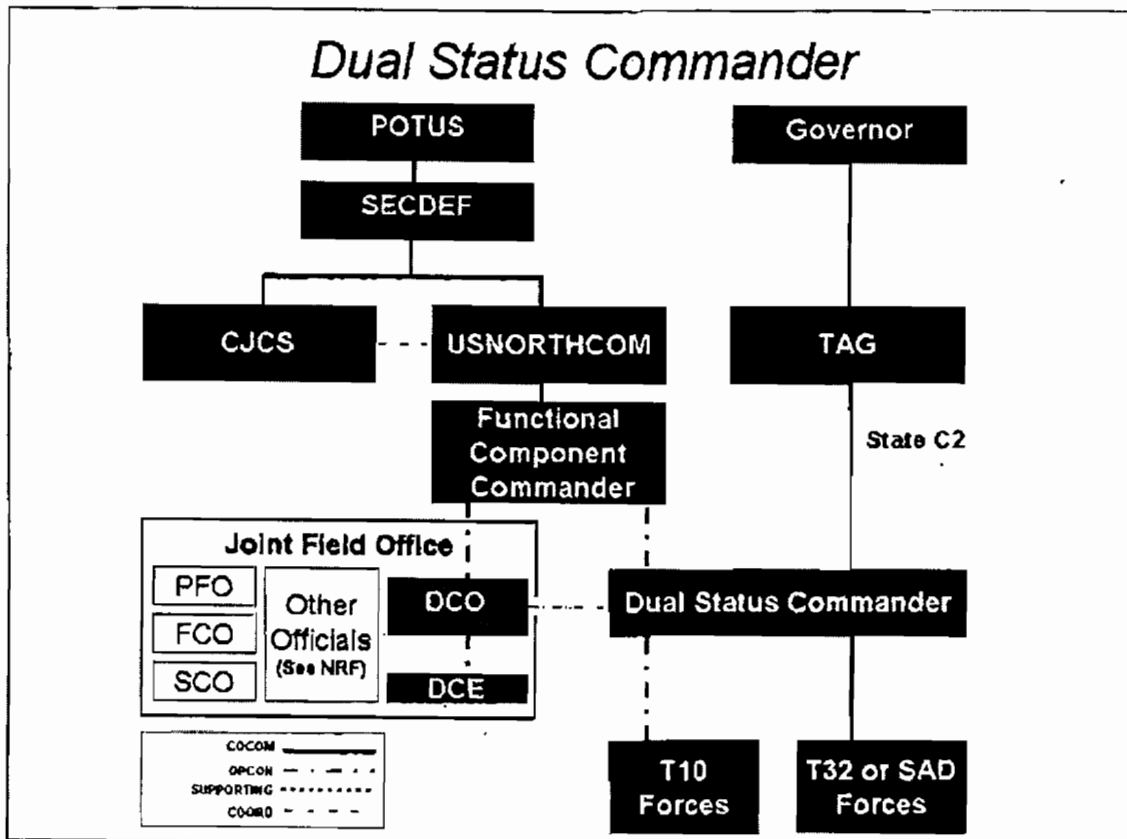 Dual Status Commander
POTUS
Governor
SECDEF
CJCS
USNORTHCOM
TAG
Functional
Component
Commander
State C2
Joint Field Office
PFO
FCO
SCO
Other
Officials
(See NRF)
DCO
DCE
Dual Status Commander
COCOM
OPCON
SUPPORTING
COORD
T10
Forces
T32 or SAD
Forces